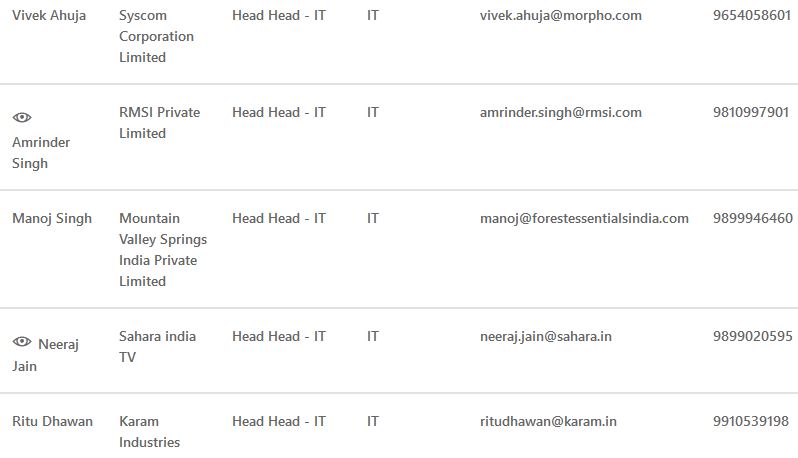 Vivek Ahuja Syscom Head Head - IT IT vivek.ahuja@morpho.com 9654058601
Corporation
Limited
RMSI Private Head Head - IT IT amrinder.singh@rmsi.com 9810997901
Limited
Amrinder
Singh
Manoj Singh Mountain Head Head - IT IT manoj@forestessentialsindia.com 9899946460
Valley Springs
India Private
Limited
Sahara india Head Head - IT IT neeraj.jain@sahara.in 9899020595
Neeraj
TV
Jain
Ritu Dhawan Karam Head Head - IT IT ritudhawan@karam.in 9910539198
Industries